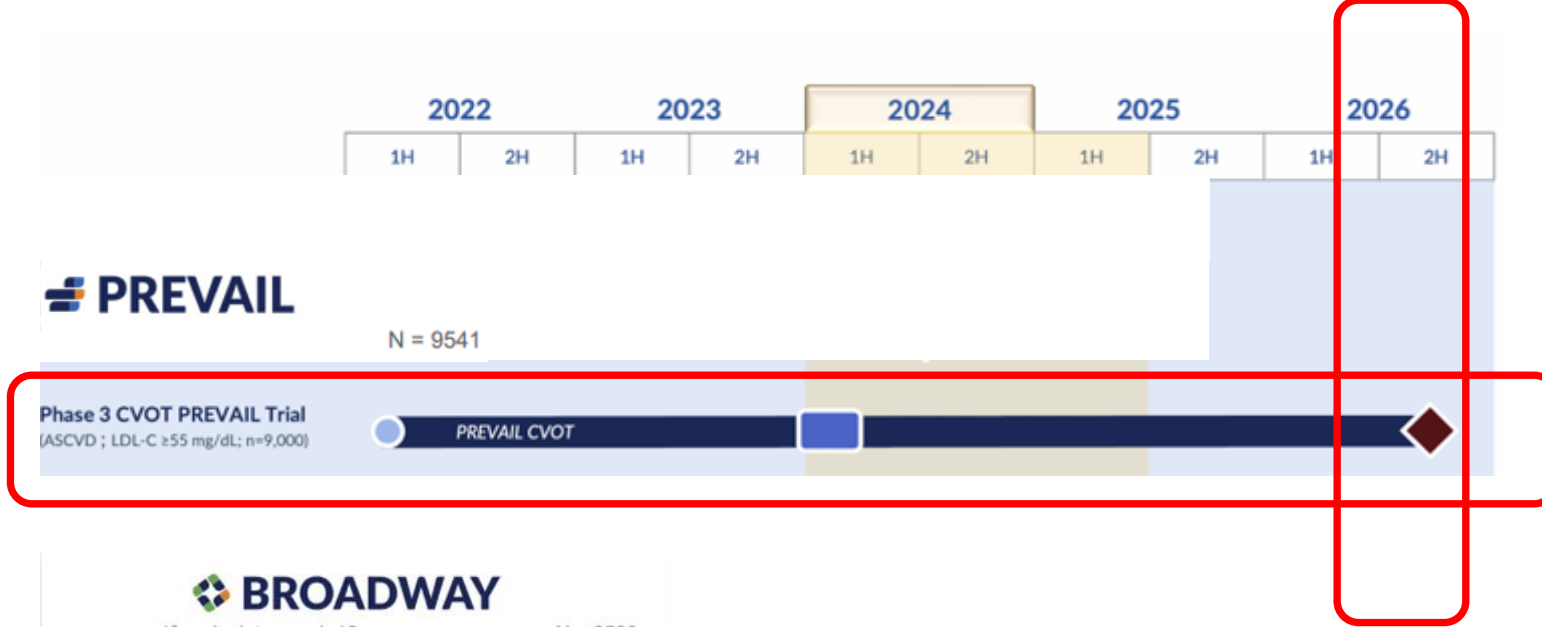 2022 2023 2024 2025 2026
1H 2H 1H 2H 1H 2H 1H 2H 1H 2H
PREVAIL
N = 9541
Phase 3 CVOT PREVAIL Trial
(ASCVD ; LDL-C ≥55 mg/dL; n=9,000)
PREVAIL CVOT
BROADWAY